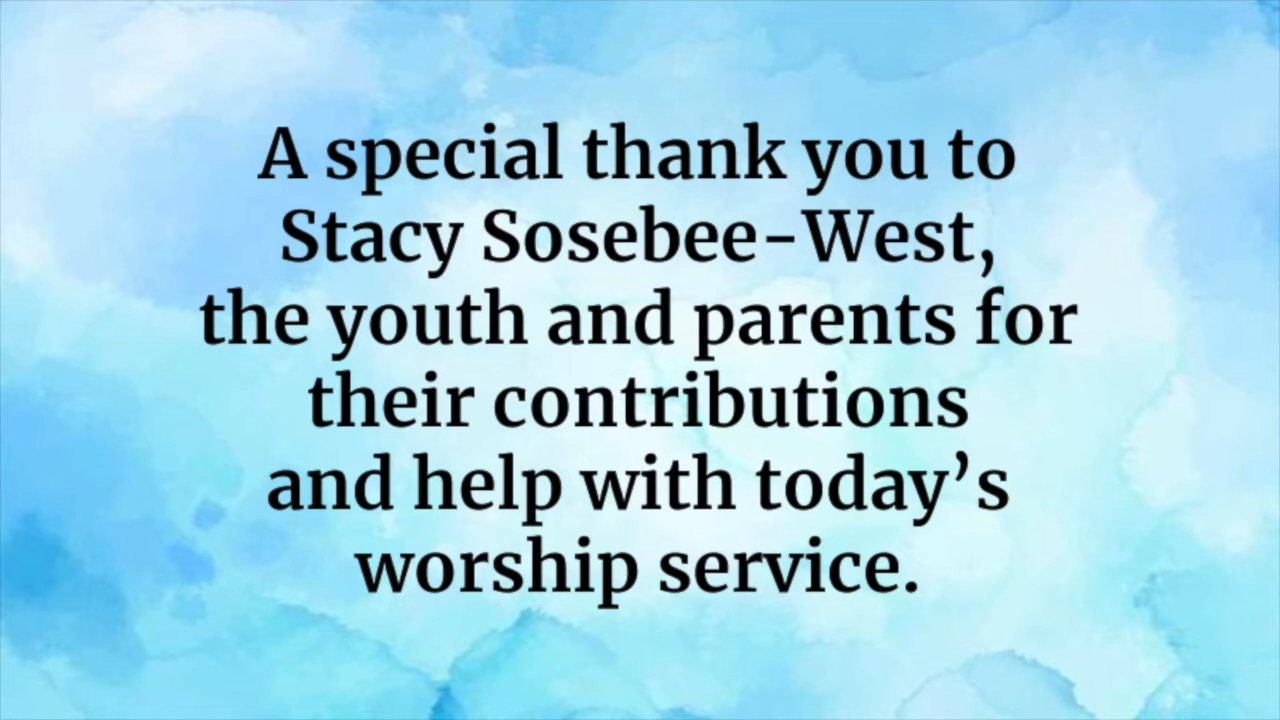 A special thank you to
Stacy Sosebee-West,
the youth and parents for
their contributions
and help with today’s
worship service.